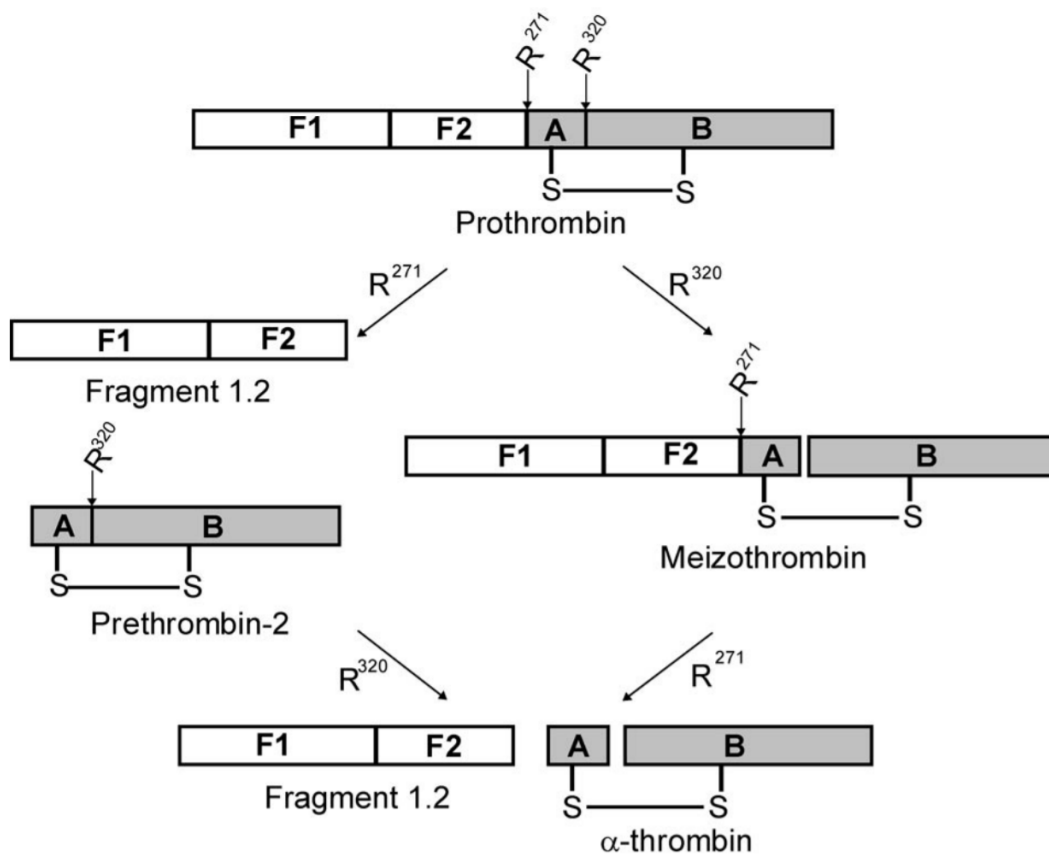 R271 R320
F1 F2 A B
S S
Prothrombin
R271 R320
F1 F2
Fragment 1.2
R271
R320
F1 F2 A B
S S
Meizothrombin
A B
S S
Prethrombin-2
R320 R271
F1 F2 A B
Fragment 1.2
S S
α-thrombin